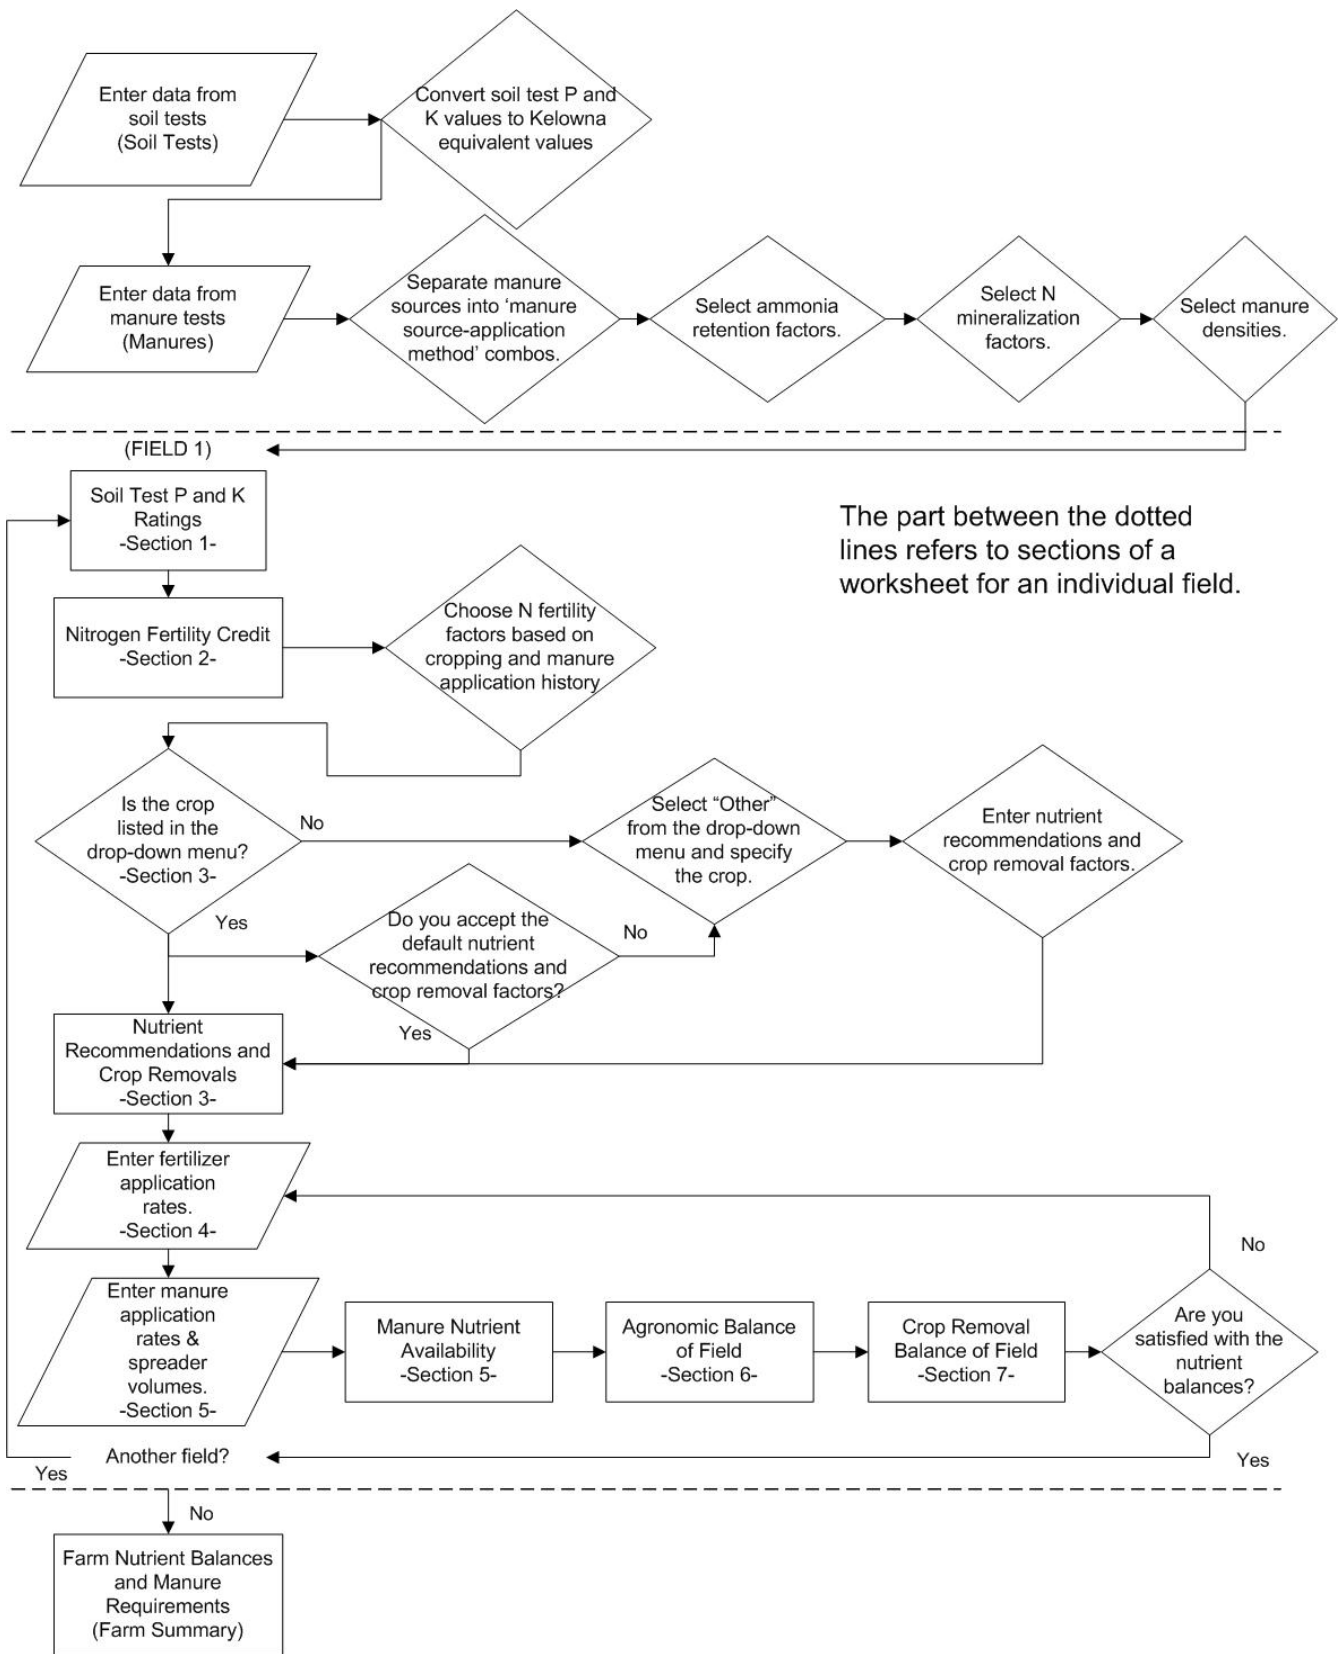 Enter data from
soil tests
(Soil Tests)
Convert soil test P and
K values to Kelowna
equivalent values
Enter data from
manure tests
(Manures)
Separate manure
sources into ‘manure
source-application
method’ combos.
Select ammonia
retention factors.
Select N
mineralization
factors.
Select manure
densities.
(FIELD 1)
Soil Test P and K
Ratings
-Section 1-
The part between the dotted
lines refers to sections of a
worksheet for an individual field.
Nitrogen Fertility Credit
-Section 2-
Choose N fertility
factors based on
cropping and manure
application history
Is the crop
listed in the
drop-down menu?
-Section 3-
No
Select “Other”
from the drop-down
menu and specify
the crop.
Enter nutrient
recommendations and
crop removal factors.
Yes
Do you accept the
default nutrient
recommendations and
crop removal factors?
No
Yes
Nutrient
Recommendations and
Crop Removals
-Section 3-
Enter fertilizer
application
rates.
-Section 4-
No
Enter manure
application
rates &
spreader
volumes.
-Section 5-
Manure Nutrient
Availability
-Section 5-
Agronomic Balance
of Field
-Section 6-
Crop Removal
Balance of Field
-Section 7-
Are you
satisfied with the
nutrient
balances?
Yes
Another field?
Yes
No
Farm Nutrient Balances
and Manure
Requirements
(Farm Summary)